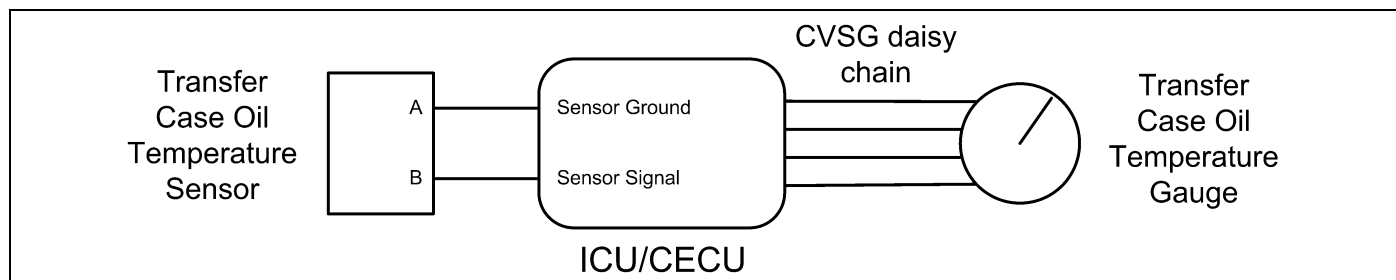 Transfer
Case Oil
Temperature
Sensor
A
B
Sensor Ground
Sensor Signal
ICU/CECU
CVSG daisy
chain
Transfer
Case Oil
Temperature
Gauge